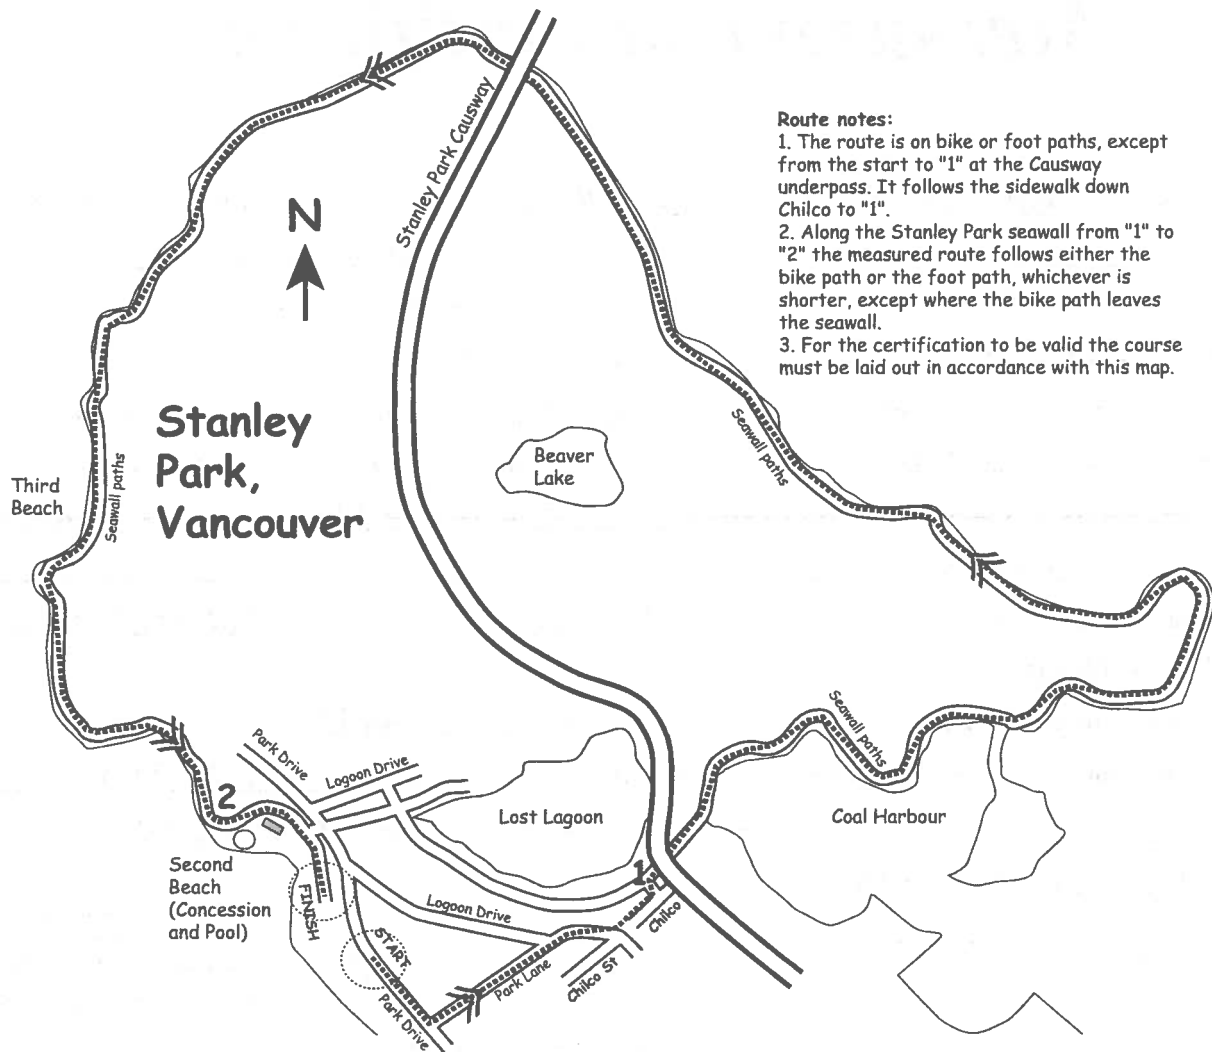 Stanley Park Causway
Route notes:
1. The route is on bike or foot paths, except
from the start to "1" at the Causway
underpass. It follows the sidewalk down
Chilco to "1".
2. Along the Stanley Park seawall from "1" to
"2" the measured route follows either the
bike path or the foot path, whichever is
shorter, except where the bike path leaves
the seawall.
3. For the certification to be valid the course
must be laid out in accordance with this map.
N
Stanley
Park,
Vancouver
Beaver
Lake
Seawall paths
Third
Beach
Seawall paths
Seawall paths
Park Drive
Logoon Drive
2
Lost Lagoon
Coal Harbour
Second
Beach
(Concession
and Pool)
1
FINISH
Logoon Drive
Chilco
START
Park Lane
Chilco St
Park Drive